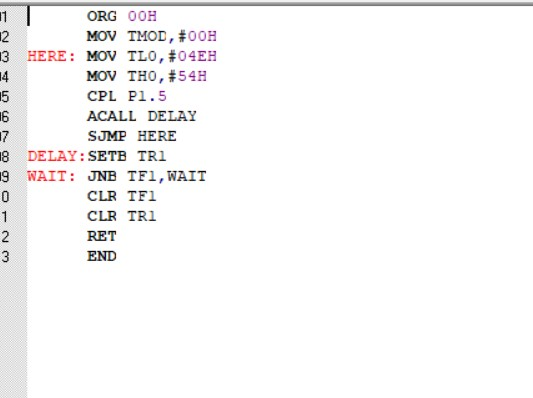 01 ORG 00H
02 MOV TMOD,#00H
03 HERE: MOV TL0,#04EH
04 MOV TH0,#54H
05 CPL P1.5
06 ACALL DELAY
07 SJMP HERE
08 DELAY:SETB TR1
09 WAIT: JNB TF1,WAIT
0 CLR TF1
1 CLR TR1
2 RET
3 END